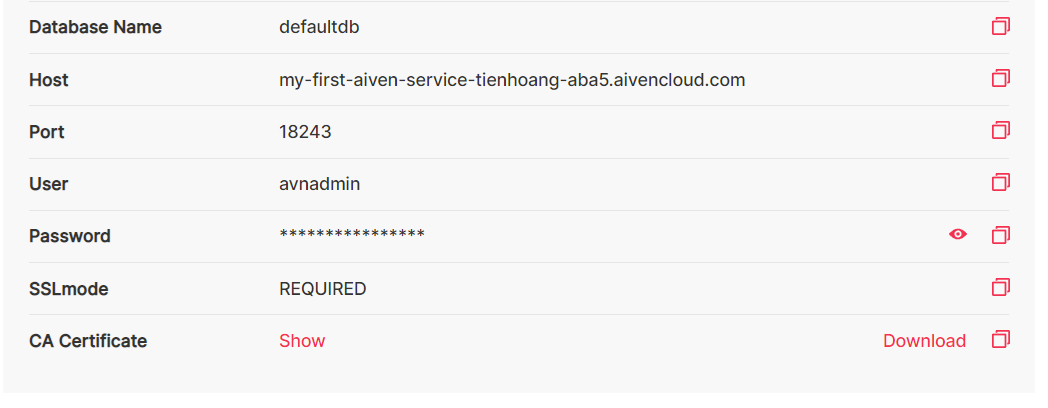 Database Name defaultdb
Host my-first-aiven-service-tienhoang-aba5.aivencloud.com
Port 18243
User avnadmin
Password ****************
SSLmode REQUIRED
CA Certificate Show Download